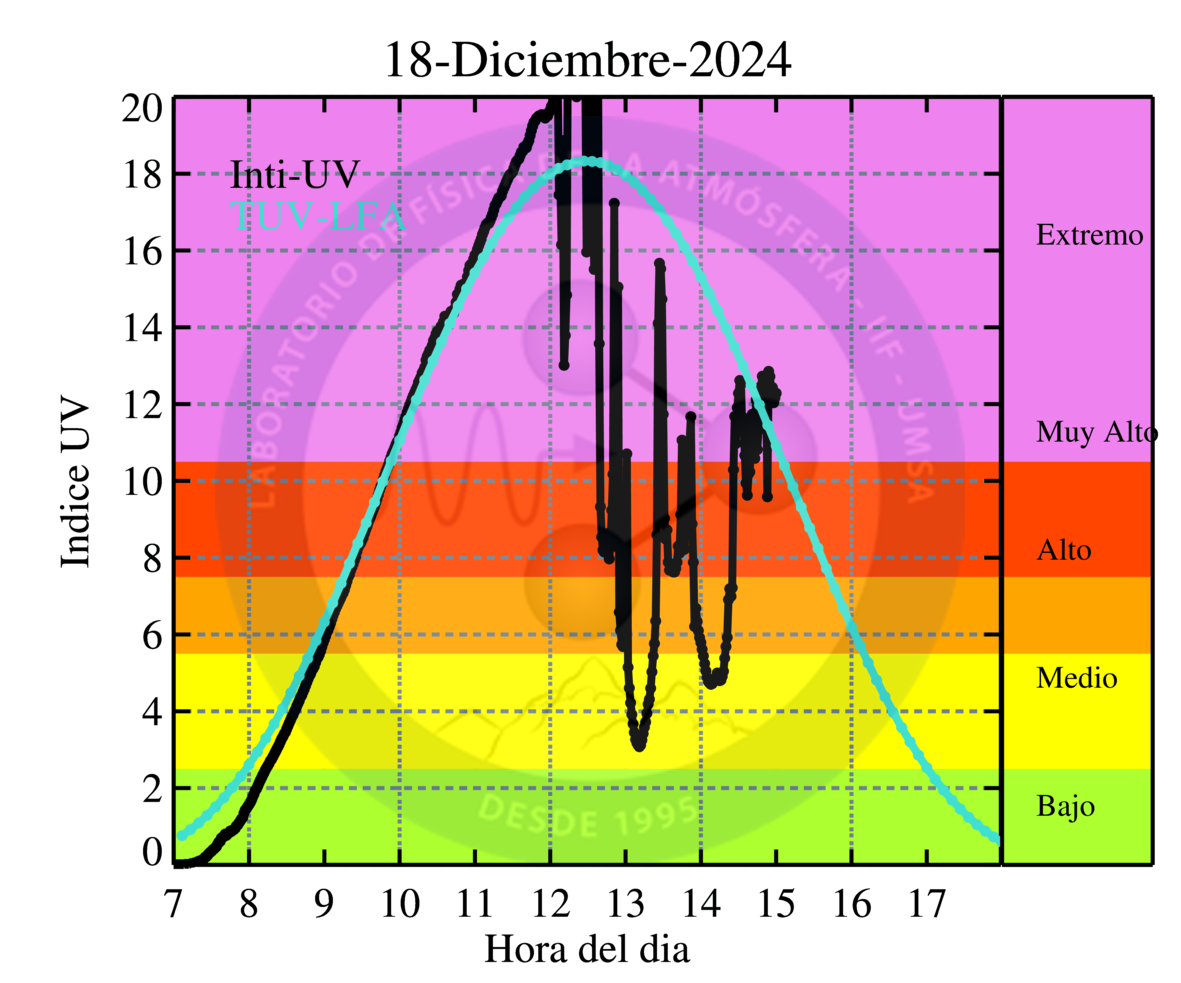 18-Diciembre-2024
Indice UV
20
18
16
14
12
10
8
6
4
2
0
Inti-UV
TUV-LFA
LABORATORIO DE FÍSICA DE LA ATMÓSFERA - IIF - UMSA
DESDE 1995
Extremo
Muy Alto
Alto
Medio
Bajo
7 8 9 10 11 12 13 14 15 16 17
Hora del dia